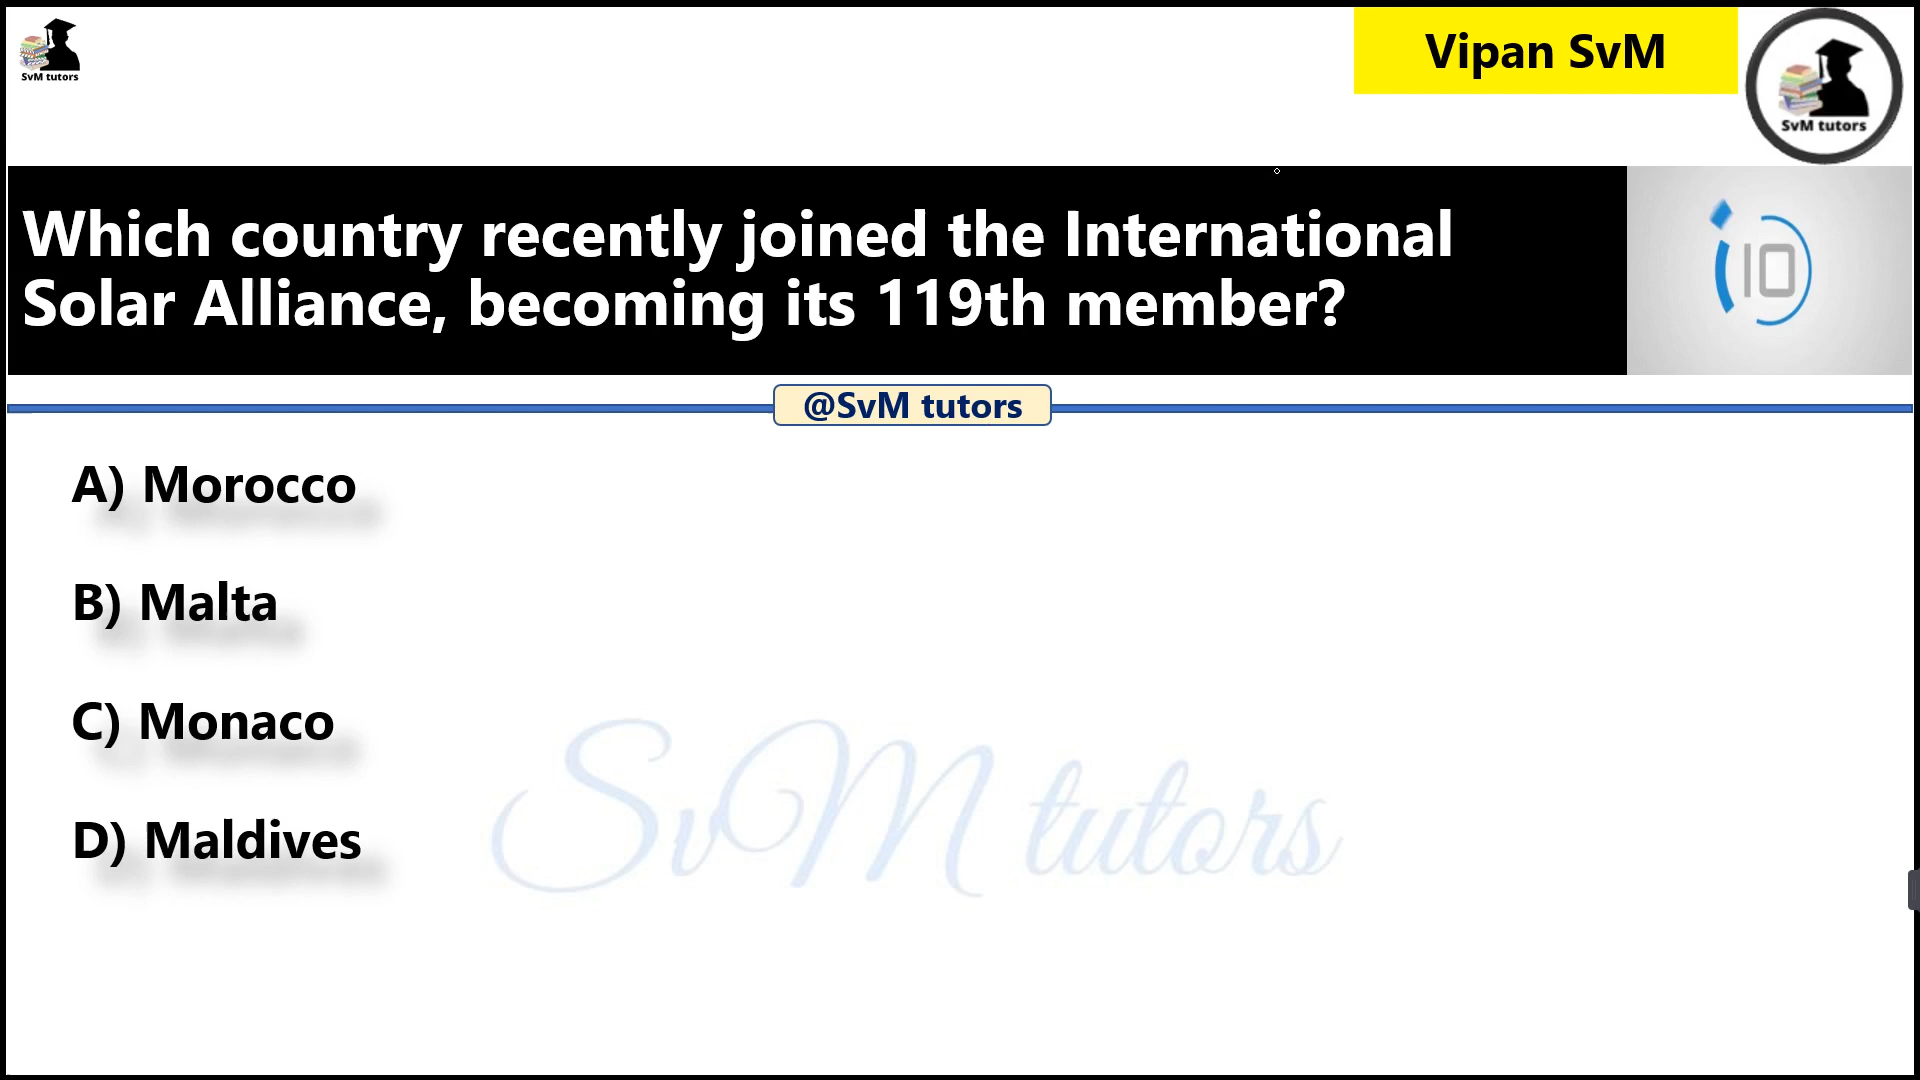 SvM tutors
Vipan SvM
SvM tutors
Which country recently joined the International
Solar Alliance, becoming its 119th member?
10
@SvM tutors
A) Morocco
B) Malta
C) Monaco
D) Maldives
SvM tutors